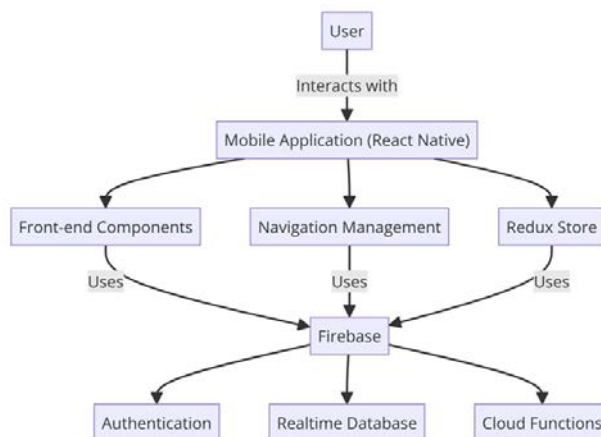 User
Interacts with
Mobile Application (React Native)
Front-end Components
Navigation Management
Redux Store
Uses
Uses
Uses
Firebase
Authentication
Realtime Database
Cloud Functions